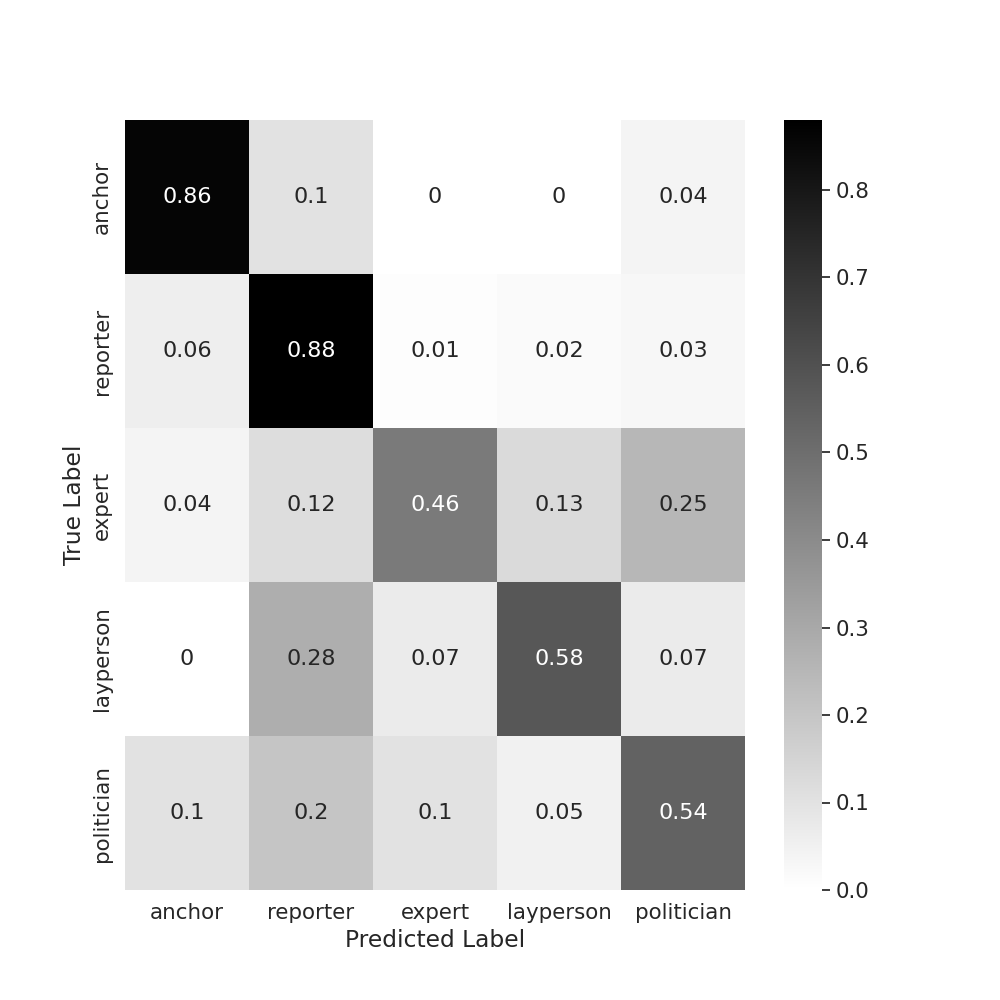 anchor 0.86 0.1 0 0 0.04
reporter 0.06 0.88 0.01 0.02 0.03
expert 0.04 0.12 0.46 0.13 0.25
layperson 0 0.28 0.07 0.58 0.07
politician 0.1 0.2 0.1 0.05 0.54
True Label
anchor reporter expert layperson politician
Predicted Label
0.8
0.7
0.6
0.5
0.4
0.3
0.2
0.1
0.0